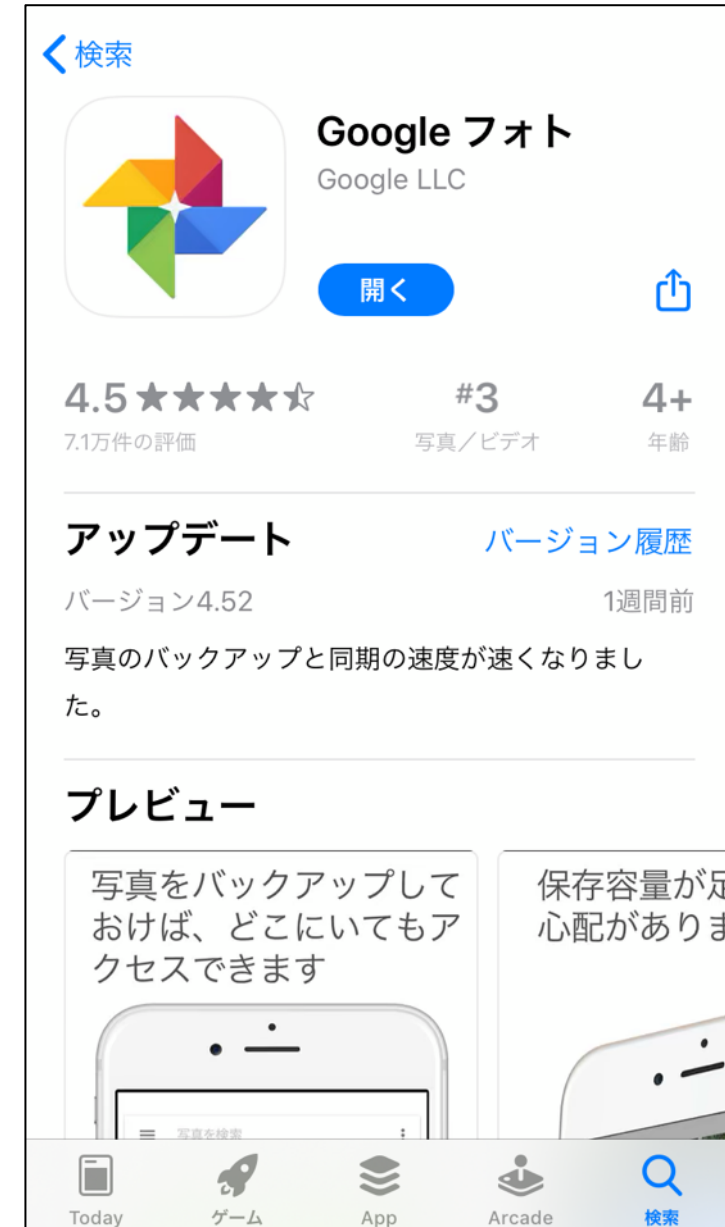 検索
Google フォト
Google LLC
開く
4.5 ★★★★⯪ #3 4+
7.1万件の評価 写真／ビデオ 年齢
アップデート バージョン履歴
バージョン4.52 1週間前
写真のバックアップと同期の速度が速くなりまし
た。
プレビュー
写真をバックアップして
おけば、どこにいてもア
クセスできます
保存容量が
心配があり
写真を検索
Today ゲーム App Arcade 検索